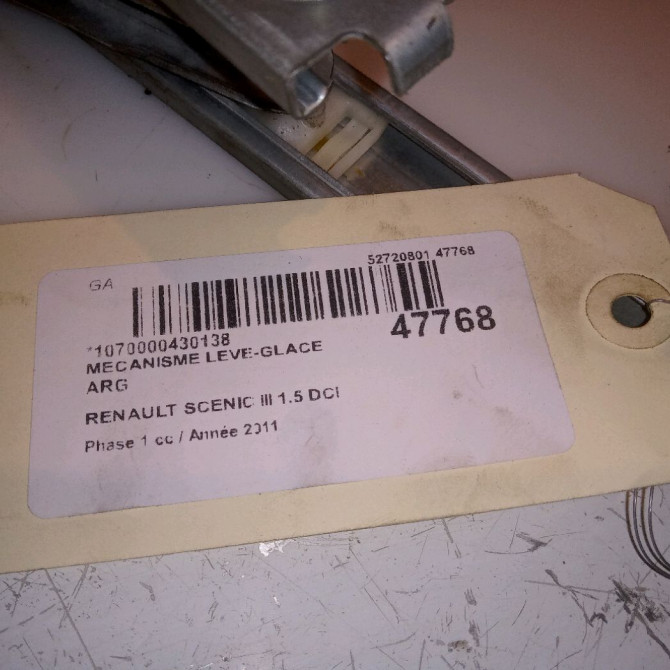 GA
52720801 47768
47768
*1070000430138
MECANISME LEVE-GLACE
ARG
RENAULT SCENIC III 1.5 DCI
Phase 1 cc / Année 2011